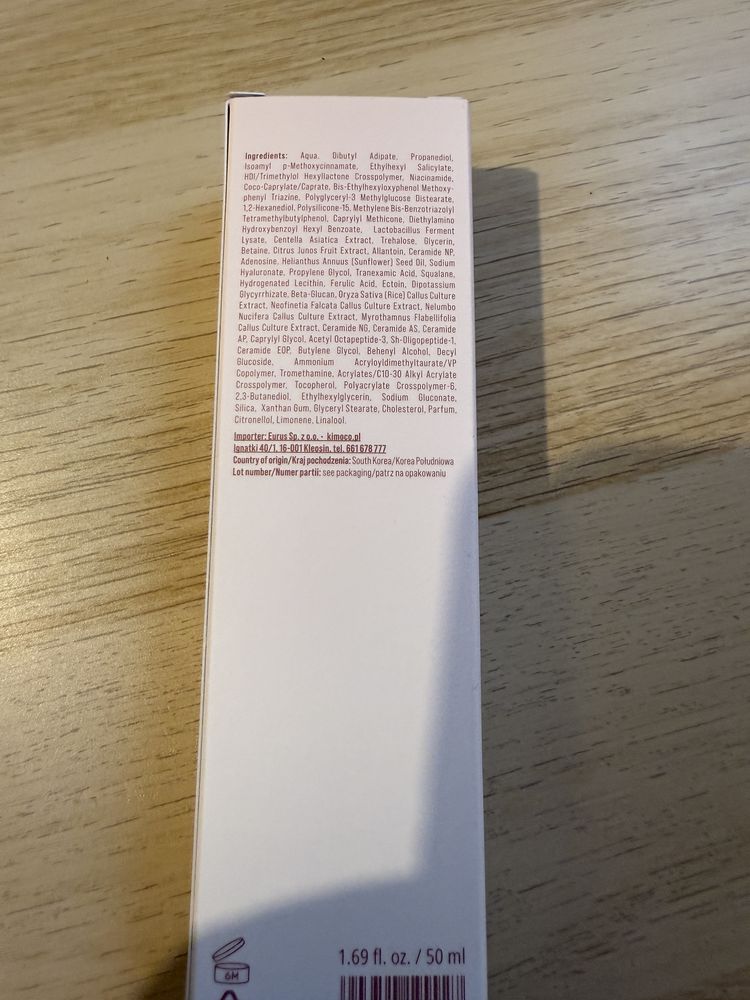 Ingredients: Aqua, Dibutyl Adipate, Propanediol,
Isoamyl p-Methoxycinnamate, Ethylhexyl Salicylate,
HDI/Trimethylol Hexyllactone Crosspolymer, Niacinamide,
Coco-Caprylate/Caprate, Bis-Ethylhexyloxyphenol Methoxy-
phenyl Triazine, Polyglyceryl-3 Methylglucose Distearate,
1,2-Hexanediol, Polysilicone-15, Methylene Bis-Benzotriazolyl
Tetramethylbutylphenol, Caprylyl Methicone, Diethylamino
Hydroxybenzoyl Hexyl Benzoate, Lactobacillus Ferment
Lysate, Centella Asiatica Extract, Trehalose, Glycerin,
Betaine, Citrus Junos Fruit Extract, Allantoin, Ceramide NP,
Adenosine, Helianthus Annuus (Sunflower) Seed Oil, Sodium
Hyaluronate, Propylene Glycol, Tranexamic Acid, Squalane,
Hydrogenated Lecithin, Ferulic Acid, Ectoin, Dipotassium
Glycyrrhizate, Beta-Glucan, Oryza Sativa (Rice) Callus Culture
Extract, Neofinetia Falcata Callus Culture Extract, Nelumbo
Nucifera Callus Culture Extract, Myrothamnus Flabellifolia
Callus Culture Extract, Ceramide NG, Ceramide AS, Ceramide
AP, Caprylyl Glycol, Acetyl Octapeptide-3, Sh-Oligopeptide-1,
Ceramide EOP, Butylene Glycol, Behenyl Alcohol, Decyl
Glucoside, Ammonium Acryloyldimethyltaurate/VP
Copolymer, Tromethamine, Acrylates/C10-30 Alkyl Acrylate
Crosspolymer, Tocopherol, Polyacrylate Crosspolymer-6,
2,3-Butanediol, Ethylhexylglycerin, Sodium Gluconate,
Silica, Xanthan Gum, Glyceryl Stearate, Cholesterol, Parfum,
Citronellol, Limonene, Linalool.
Importer: Eurus Sp. z o.o. - kimoco.pl
Ignatki 40/1, 16-001 Kleosin, tel. 661 678 777
Country of origin/Kraj pochodzenia: South Korea/Korea Południowa
Lot number/Numer partii: see packaging/patrz na opakowaniu
1.69 fl. oz. / 50 ml
6M